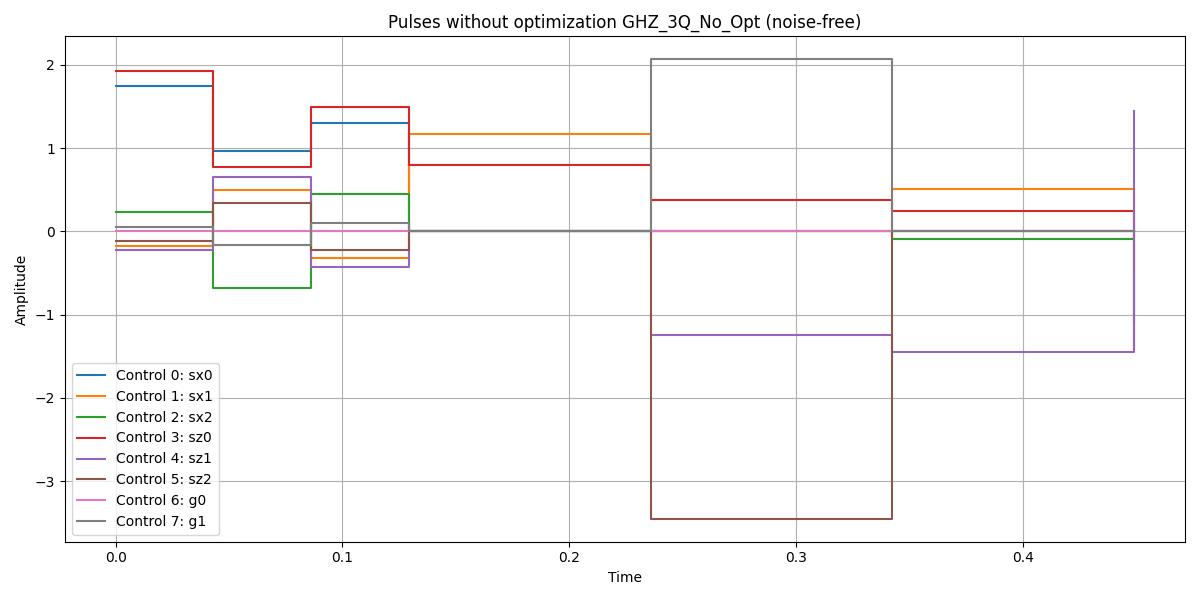 Pulses without optimization GHZ_3Q_No_Opt (noise-free)
Amplitude
2
1
0
−1
−2
−3
Control 0: sx0
Control 1: sx1
Control 2: sx2
Control 3: sz0
Control 4: sz1
Control 5: sz2
Control 6: g0
Control 7: g1
0.0 0.1 0.2 0.3 0.4
Time